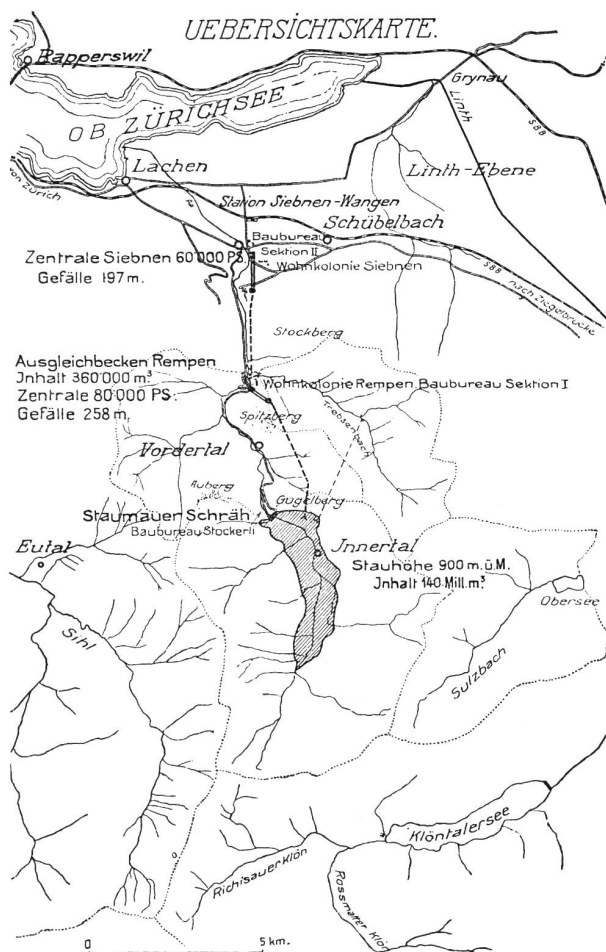 UEBERSICHTSKARTE.
Rapperswil
OB ZÜRICHSEE
Grynau
Linth
SBB
Lachen
von Zürich
Linth-Ebene
Station Siebnen-Wangen
Schübelbach
Baubureau
Sektion II
Zentrale Siebnen 60'000 PS.
Gefälle 197 m.
Wohnkolonie Siebnen
SBB
nach Ziegelbrücke
Stockberg
Ausgleichbecken Rempen
Jnhalt 360'000 m³
Zentrale 80'000 PS.
Gefälle 258 m.
Wohnkolonie Rempen Baubureau Sektion I
Spitzberg
Trebsenbach
Vordertal
Auberg
Gugelberg
Staumauer Schräh
Baubureau Stockerli
Eutal
Jnnertal
Stauhöhe 900 m.ü.M.
Jnhalt 140 Mill. m³
Obersee
Sihl
Sulzbach
Klöntalersee
Richisauer Klön
Rossmatter Klön
0 5 km.